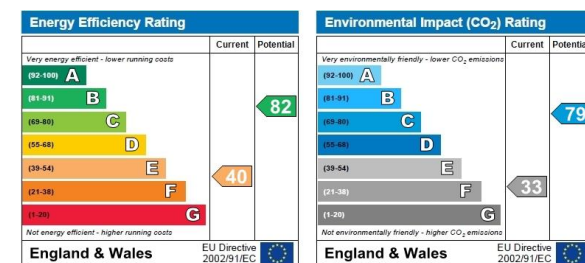 Energy Efficiency Rating
Current Potential
Very energy efficient - lower running costs
(92-100) A
(81-91) B
82
(69-80) C
(55-68) D
(39-54) E
40
(21-38) F
(1-20) G
Not energy efficient - higher running costs
England & Wales
EU Directive
2002/91/EC
Environmental Impact (CO2) Rating
Current Potential
Very environmentally friendly - lower CO2 emissions
(92-100) A
(81-91) B
79
(69-80) C
(55-68) D
(39-54) E
(21-38) F
33
(1-20) G
Not environmentally friendly - higher CO2 emissions
England & Wales
EU Directive
2002/91/EC